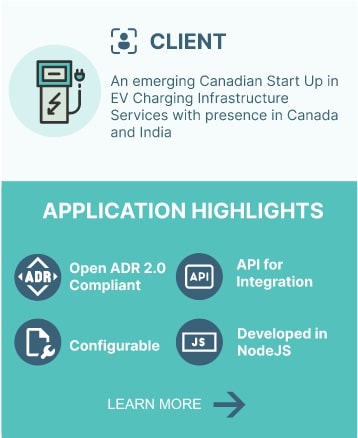 CLIENT
An emerging Canadian Start Up in
EV Charging Infrastructure
Services with presence in Canada
and India
APPLICATION HIGHLIGHTS
ADR
Open ADR 2.0
Compliant
API
API for
Integration
Configurable
JS
Developed in
NodeJS
LEARN MORE